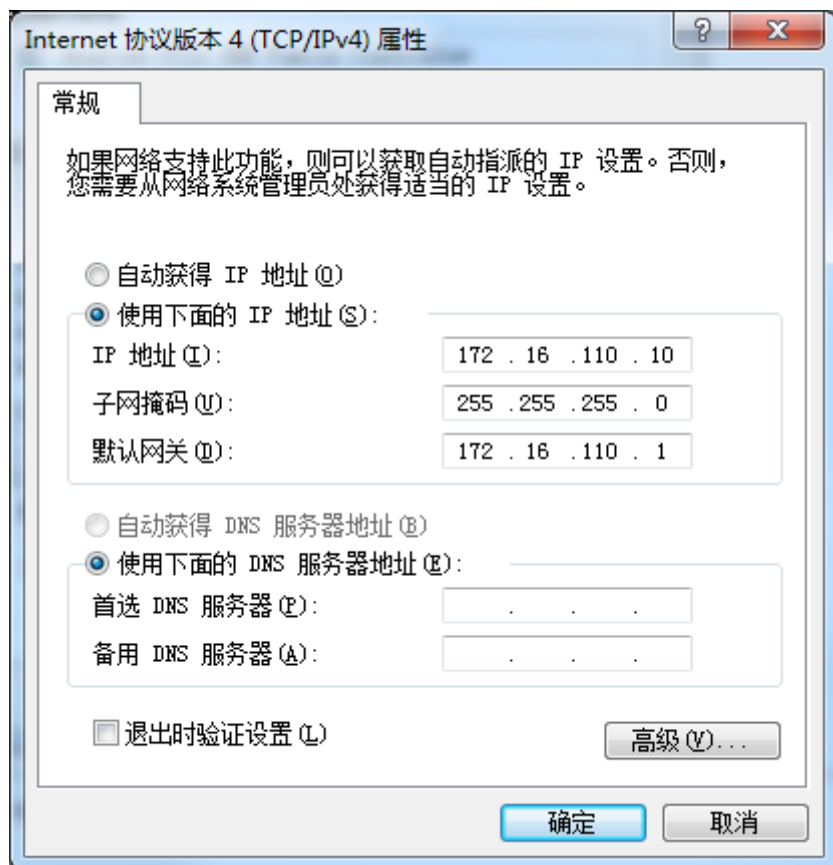 Internet 协议版本 4 (TCP/IPv4) 属性
常规
如果网络支持此功能，则可以获取自动指派的 IP 设置。否则，
您需要从网络系统管理员处获得适当的 IP 设置。
自动获得 IP 地址(O)
使用下面的 IP 地址(S):
IP 地址(I): 172 . 16 .110 . 10
子网掩码(U): 255 .255 .255 . 0
默认网关(D): 172 . 16 .110 . 1
自动获得 DNS 服务器地址(B)
使用下面的 DNS 服务器地址(E):
首选 DNS 服务器(P): . . .
备用 DNS 服务器(A): . . .
退出时验证设置(L)
高级(V)...
确定 取消